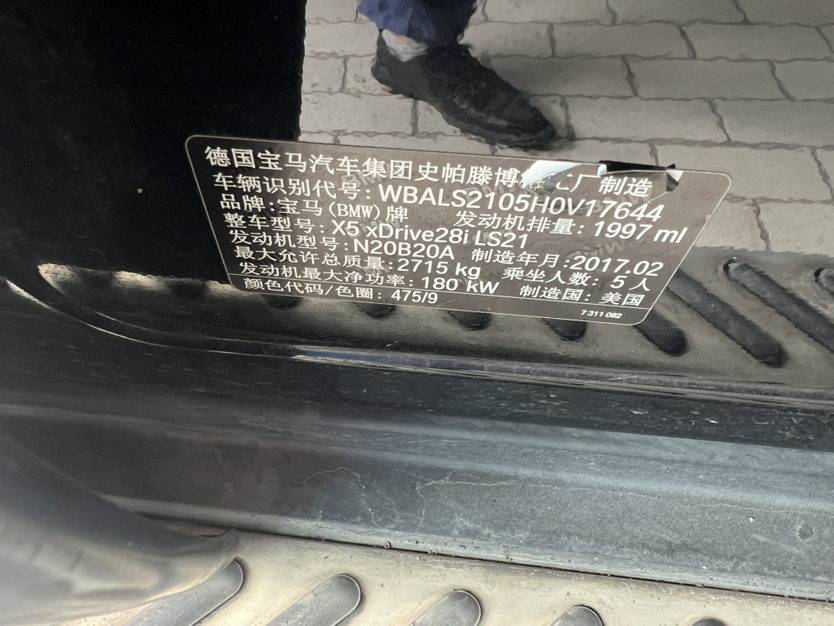 德国宝马汽车集团史帕滕博 工厂 制造
车辆识别代号: WBALS2105H0V17644
品牌: 宝马(BMW)牌 发动机排量: 1997 ml
整车型号: X5 xDrive28i LS21
发动机型号: N20B20A 制造年月: 2017.02
最大允许总质量: 2715 kg 乘坐人数: 5 人
发动机最大净功率: 180 kW 制造国: 美国
颜色代码/色圈: 475/9
7 311 082